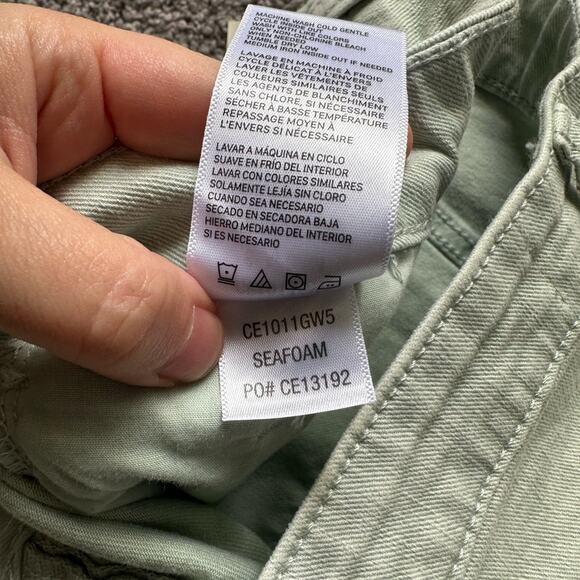 MACHINE WASH COLD GENTLE
CYCLE INSIDE OUT
WASH WITH LIKE COLORS
ONLY NON-CHLORINE BLEACH
WHEN NEEDED
TUMBLE DRY LOW
MEDIUM IRON INSIDE OUT IF NEEDED
LAVAGE EN MACHINE À FROID
CYCLE DÉLICAT À L'ENVERS
LAVER LES VÊTEMENTS DE
COULEURS SIMILAIRES SEULS
LES AGENTS DE BLANCHIMENT
SANS CHLORE, SI NÉCESSAIRE
SÉCHER À BASSE TEMPÉRATURE
REPASSAGE MOYEN À
L'ENVERS SI NÉCESSAIRE
LAVAR A MÁQUINA EN CICLO
SUAVE EN FRÍO DEL INTERIOR
LAVAR CON COLORES SIMILARES
SOLAMENTE LEJÍA SIN CLORO
CUANDO SEA NECESARIO
SECADO EN SECADORA BAJA
HIERRO MEDIANO DEL INTERIOR
SI ES NECESARIO
CE1011GW5
SEAFOAM
PO# CE13192